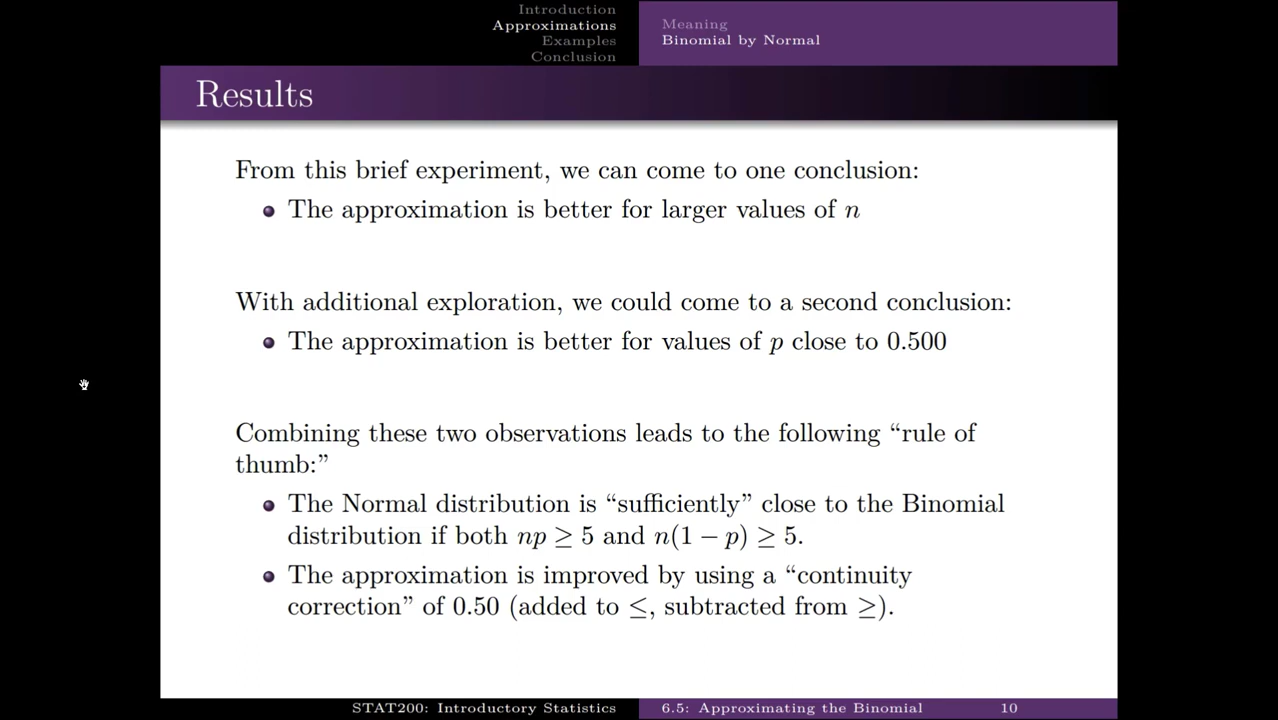 Introduction
Approximations
Examples
Conclusion
Meaning
Binomial by Normal
Results
From this brief experiment, we can come to one conclusion:
The approximation is better for larger values of n
With additional exploration, we could come to a second conclusion:
The approximation is better for values of p close to 0.500
Combining these two observations leads to the following “rule of
thumb:”
The Normal distribution is “sufficiently” close to the Binomial
distribution if both np ≥ 5 and n(1 − p) ≥ 5.
The approximation is improved by using a “continuity
correction” of 0.50 (added to ≤, subtracted from ≥).
STAT200: Introductory Statistics
6.5: Approximating the Binomial
10